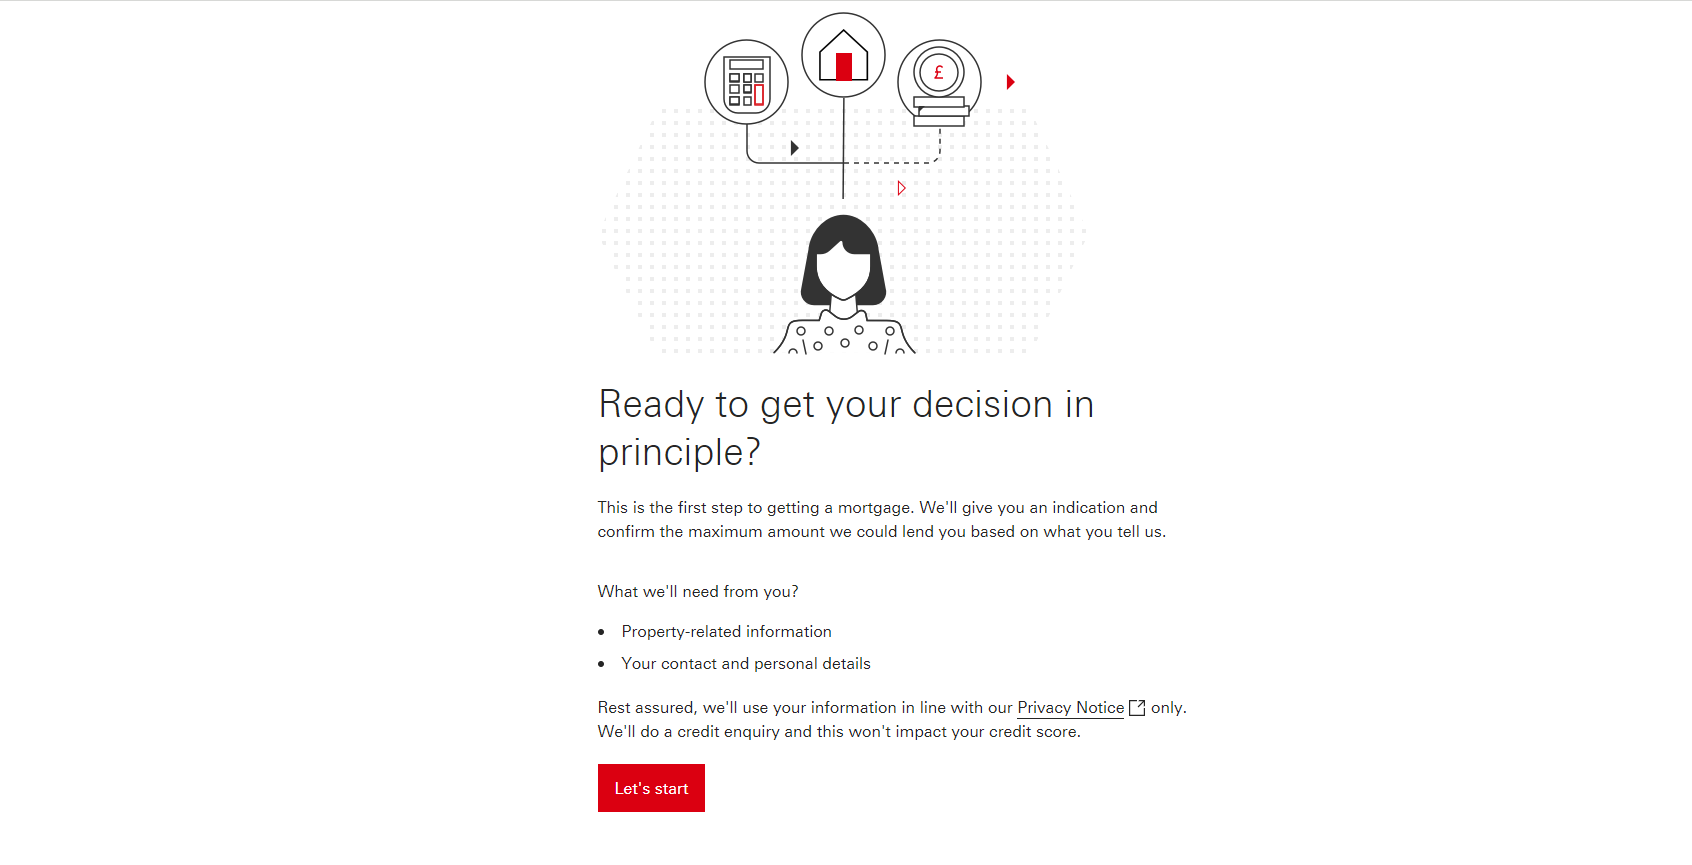 £
Ready to get your decision in
principle?
This is the first step to getting a mortgage. We'll give you an indication and
confirm the maximum amount we could lend you based on what you tell us.
What we'll need from you?
• Property-related information
• Your contact and personal details
Rest assured, we'll use your information in line with our Privacy Notice only.
We'll do a credit enquiry and this won't impact your credit score.
Let's start